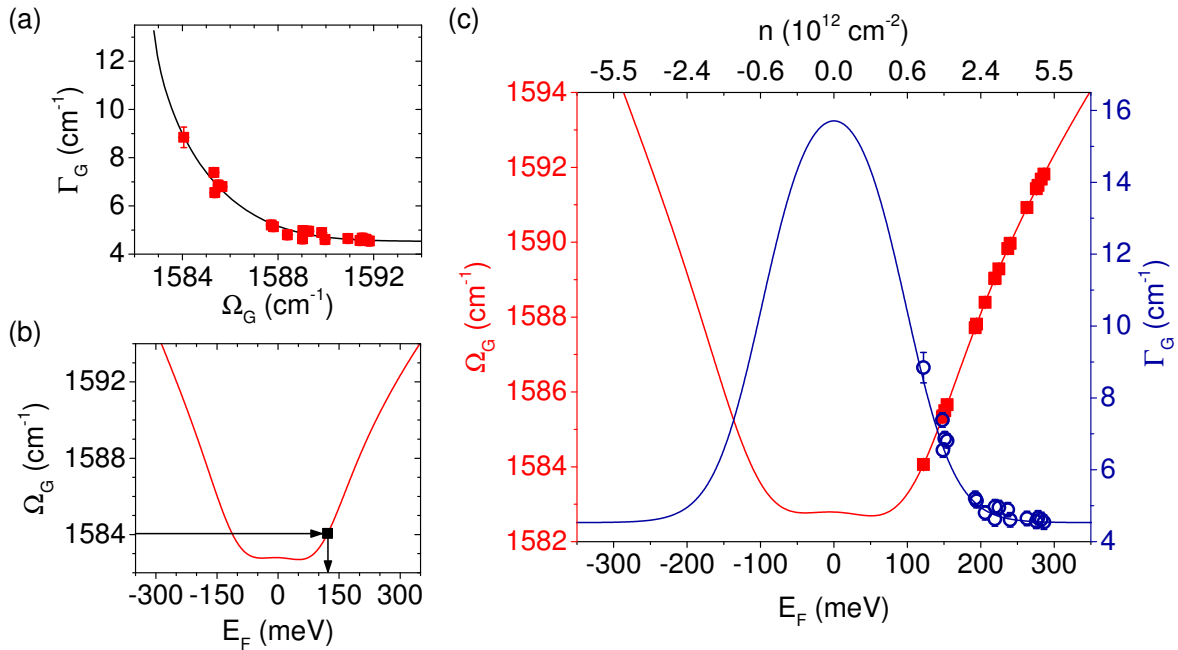 (a)
12
10
8
6
4
Γ_G (cm⁻¹)
1584 1588 1592
Ω_G (cm⁻¹)
(b)
1592
1588
1584
Ω_G (cm⁻¹)
-300 -150 0 150 300
E_F (meV)
(c)
n (10¹² cm⁻²)
-5.5 -2.4 -0.6 0.0 0.6 2.4 5.5
1594
1592
1590
1588
1586
1584
1582
Ω_G (cm⁻¹)
16
14
12
10
8
6
4
Γ_G (cm⁻¹)
-300 -200 -100 0 100 200 300
E_F (meV)